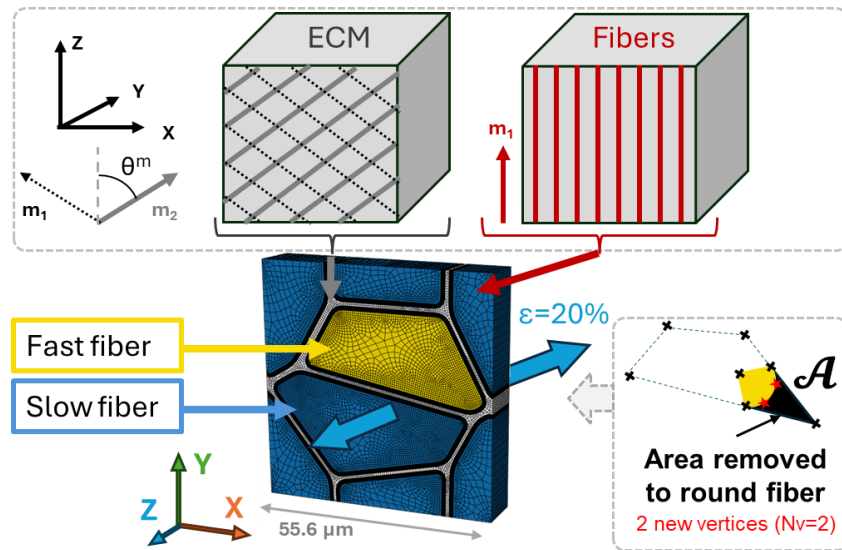 ECM
Fibers
Z
Y
X
θᵐ
m₁
m₂
m₁
Fast fiber
Slow fiber
ε=20%
𝓐
Area removed
to round fiber
2 new vertices (Nv=2)
Y
Z
X
55.6 µm